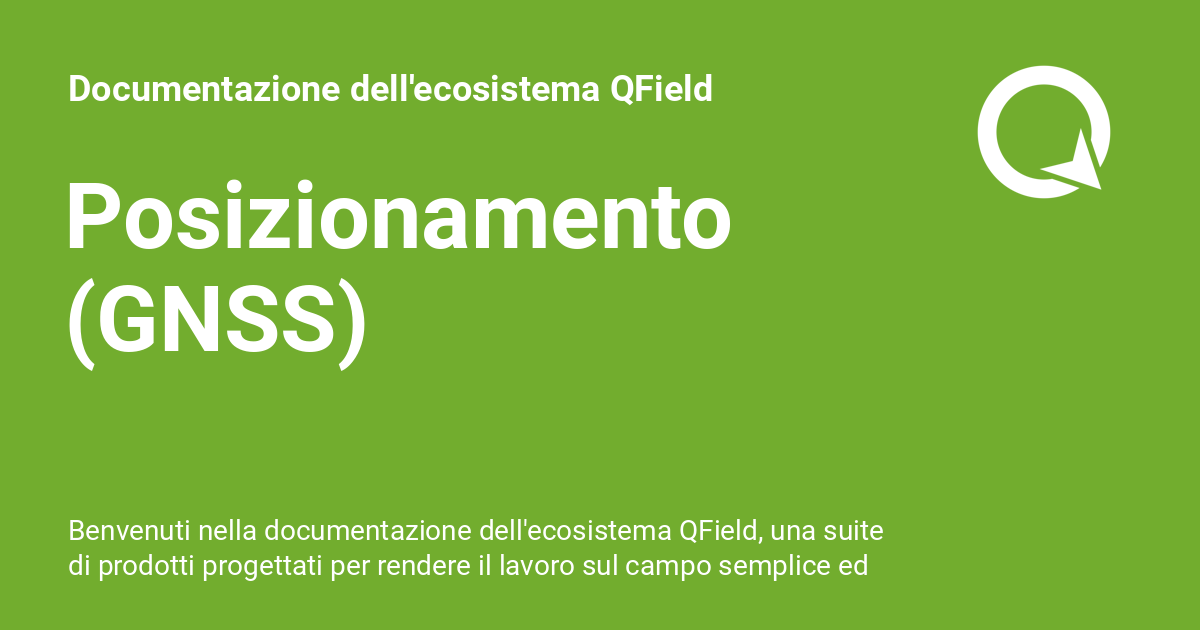 Documentazione dell'ecosistema QField
Posizionamento
(GNSS)
Benvenuti nella documentazione dell'ecosistema QField, una suite
di prodotti progettati per rendere il lavoro sul campo semplice ed